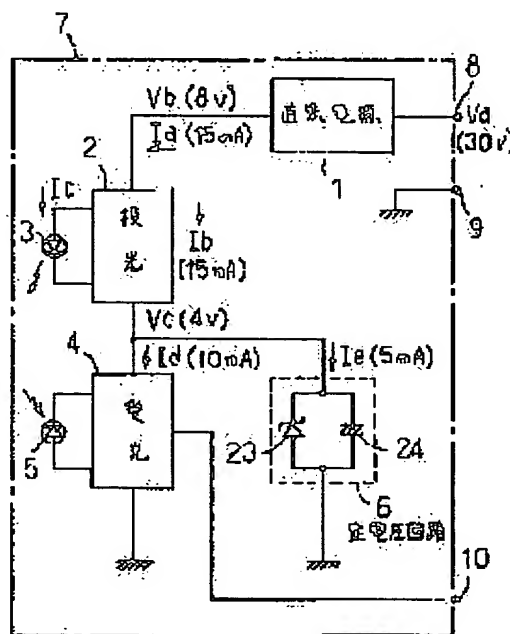 7
8
Vb(8v)
直流電源
Va
Ia(15mA)
(30v)
2
1
Ic
投光
9
3
Ib
(15mA)
Vc(4v)
4
Id(10mA)
Ie(5mA)
受光
5
23
24
6
定電圧回路
10